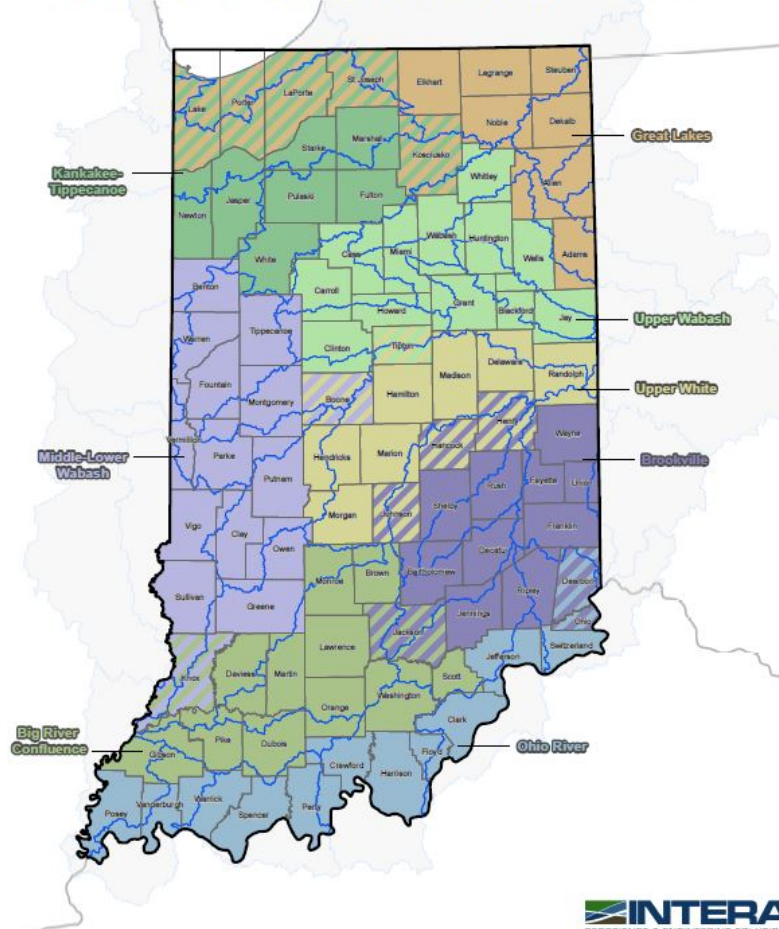 Steuben
Lagrange
Elkhart
St Joseph
LaPorte
Porter
Lake
Noble
Dekalb
Great Lakes
Marshall
Starke
Kosciusko
Kankakee-
Tippecanoe
Whitley
Allen
Jasper
Pulaski
Fulton
Newton
Wabash
Huntington
Miami
Cass
White
Wells
Adams
Benton
Carroll
Grant
Blackford
Howard
Jay
Upper Wabash
Tippecanoe
Warren
Clinton
Tipton
Delaware
Madison
Randolph
Fountain
Boone
Hamilton
Upper White
Montgomery
Henry
Wayne
Vermillion
Hancock
Parke
Hendricks
Marion
Middle-Lower
Wabash
Brookville
Putnam
Rush
Fayette
Union
Morgan
Johnson
Shelby
Vigo
Clay
Franklin
Owen
Decatur
Monroe
Brown
Bartholomew
Dearborn
Ripley
Sullivan
Greene
Jennings
Ohio
Jackson
Switzerland
Lawrence
Jefferson
Knox
Daviess
Martin
Scott
Washington
Orange
Clark
Big River
Confluence
Pike
Dubois
Gibson
Floyd
Ohio River
Crawford
Harrison
Warrick
Vanderburgh
Posey
Perry
Spencer
INTERA